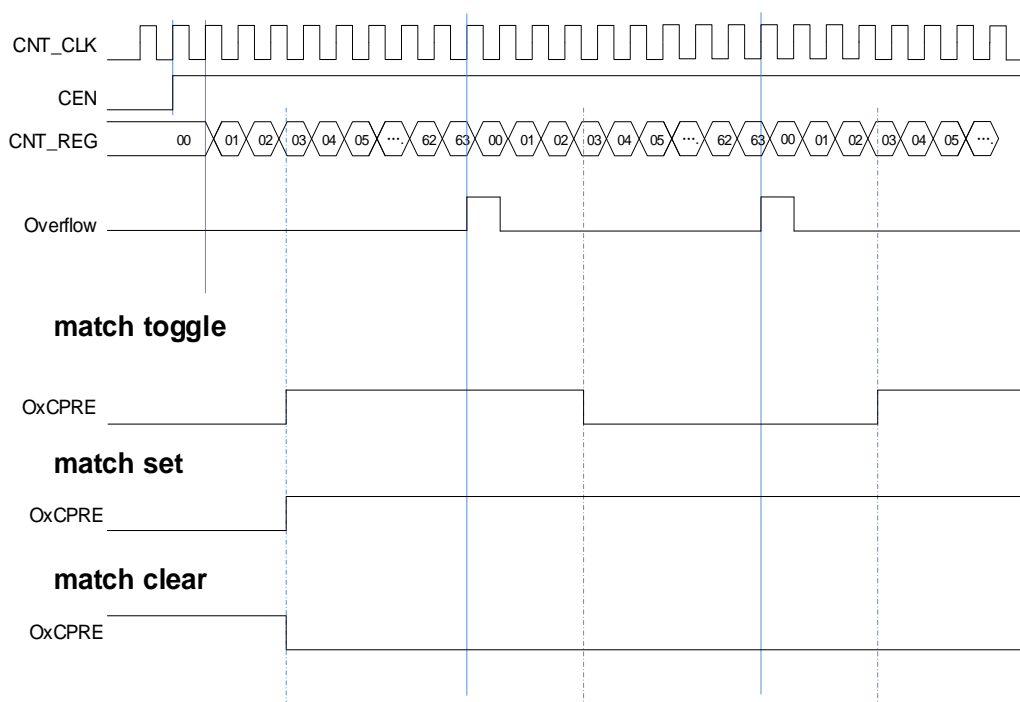 CNT_CLK
CEN
CNT_REG 00 01 02 03 04 05 .... 62 63 00 01 02 03 04 05 .... 62 63 00 01 02 03 04 05 ....
Overflow
match toggle
OxCPRE
match set
OxCPRE
match clear
OxCPRE